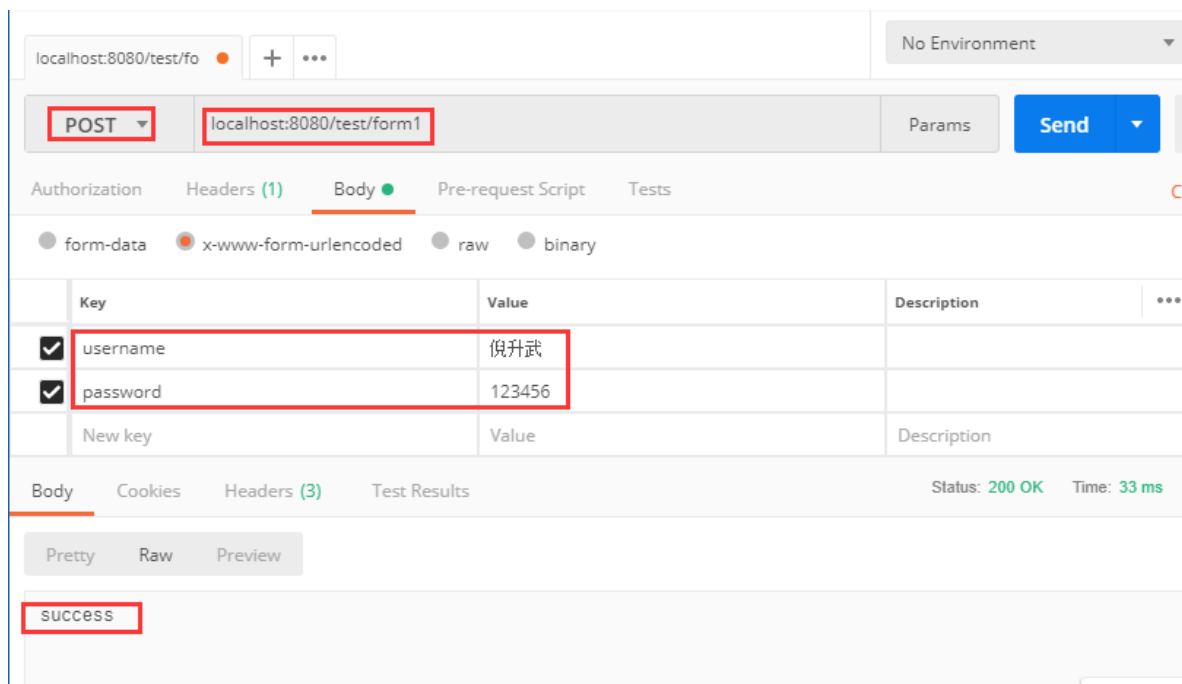 No Environment
localhost:8080/test/fo
POST localhost:8080/test/form1 Params Send
Authorization Headers (1) Body Pre-request Script Tests
form-data x-www-form-urlencoded raw binary
Key Value Description
username 倪升武
password 123456
New key Value Description
Body Cookies Headers (3) Test Results Status: 200 OK Time: 33 ms
Pretty Raw Preview
success